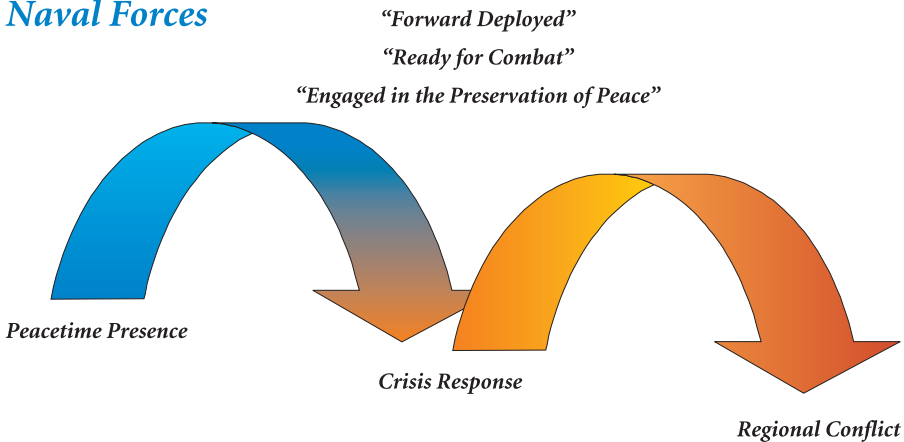 Naval Forces
“Forward Deployed”
“Ready for Combat”
“Engaged in the Preservation of Peace”
Peacetime Presence
Crisis Response
Regional Conflict